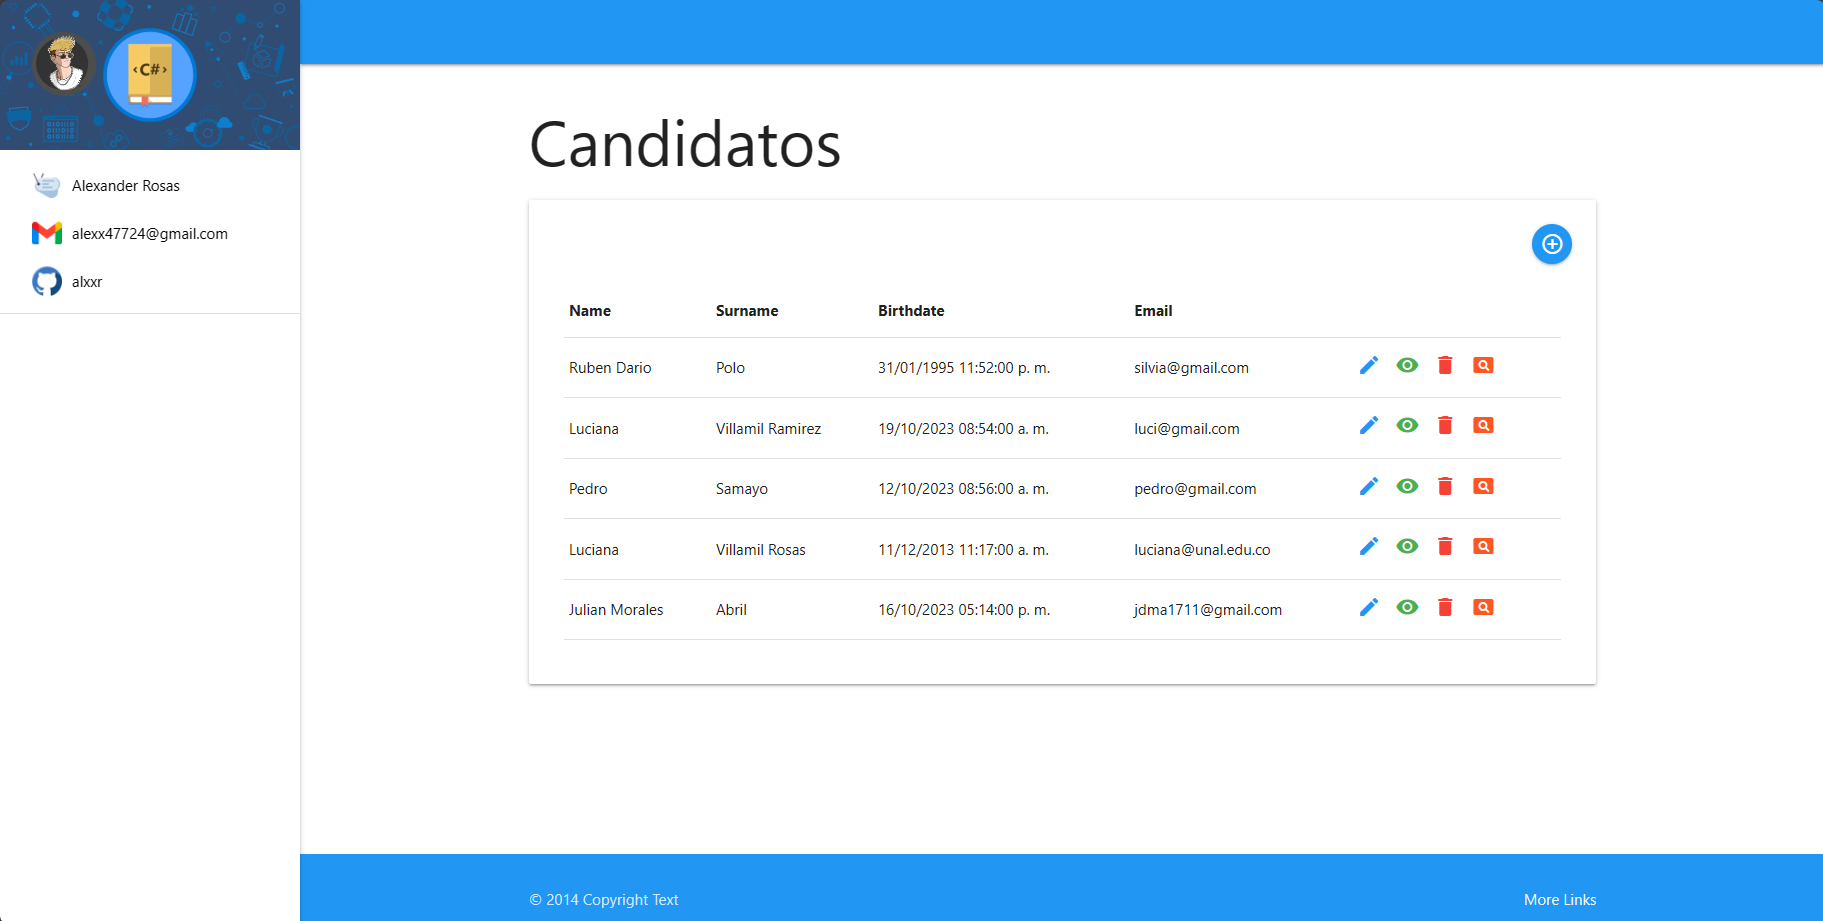 ‹C#›
Alexander Rosas
alexx47724@gmail.com
alxxr
Candidatos
Name Surname Birthdate Email
Ruben Dario Polo 31/01/1995 11:52:00 p. m. silvia@gmail.com
Luciana Villamil Ramirez 19/10/2023 08:54:00 a. m. luci@gmail.com
Pedro Samayo 12/10/2023 08:56:00 a. m. pedro@gmail.com
Luciana Villamil Rosas 11/12/2013 11:17:00 a. m. luciana@unal.edu.co
Julian Morales Abril 16/10/2023 05:14:00 p. m. jdma1711@gmail.com
© 2014 Copyright Text More Links